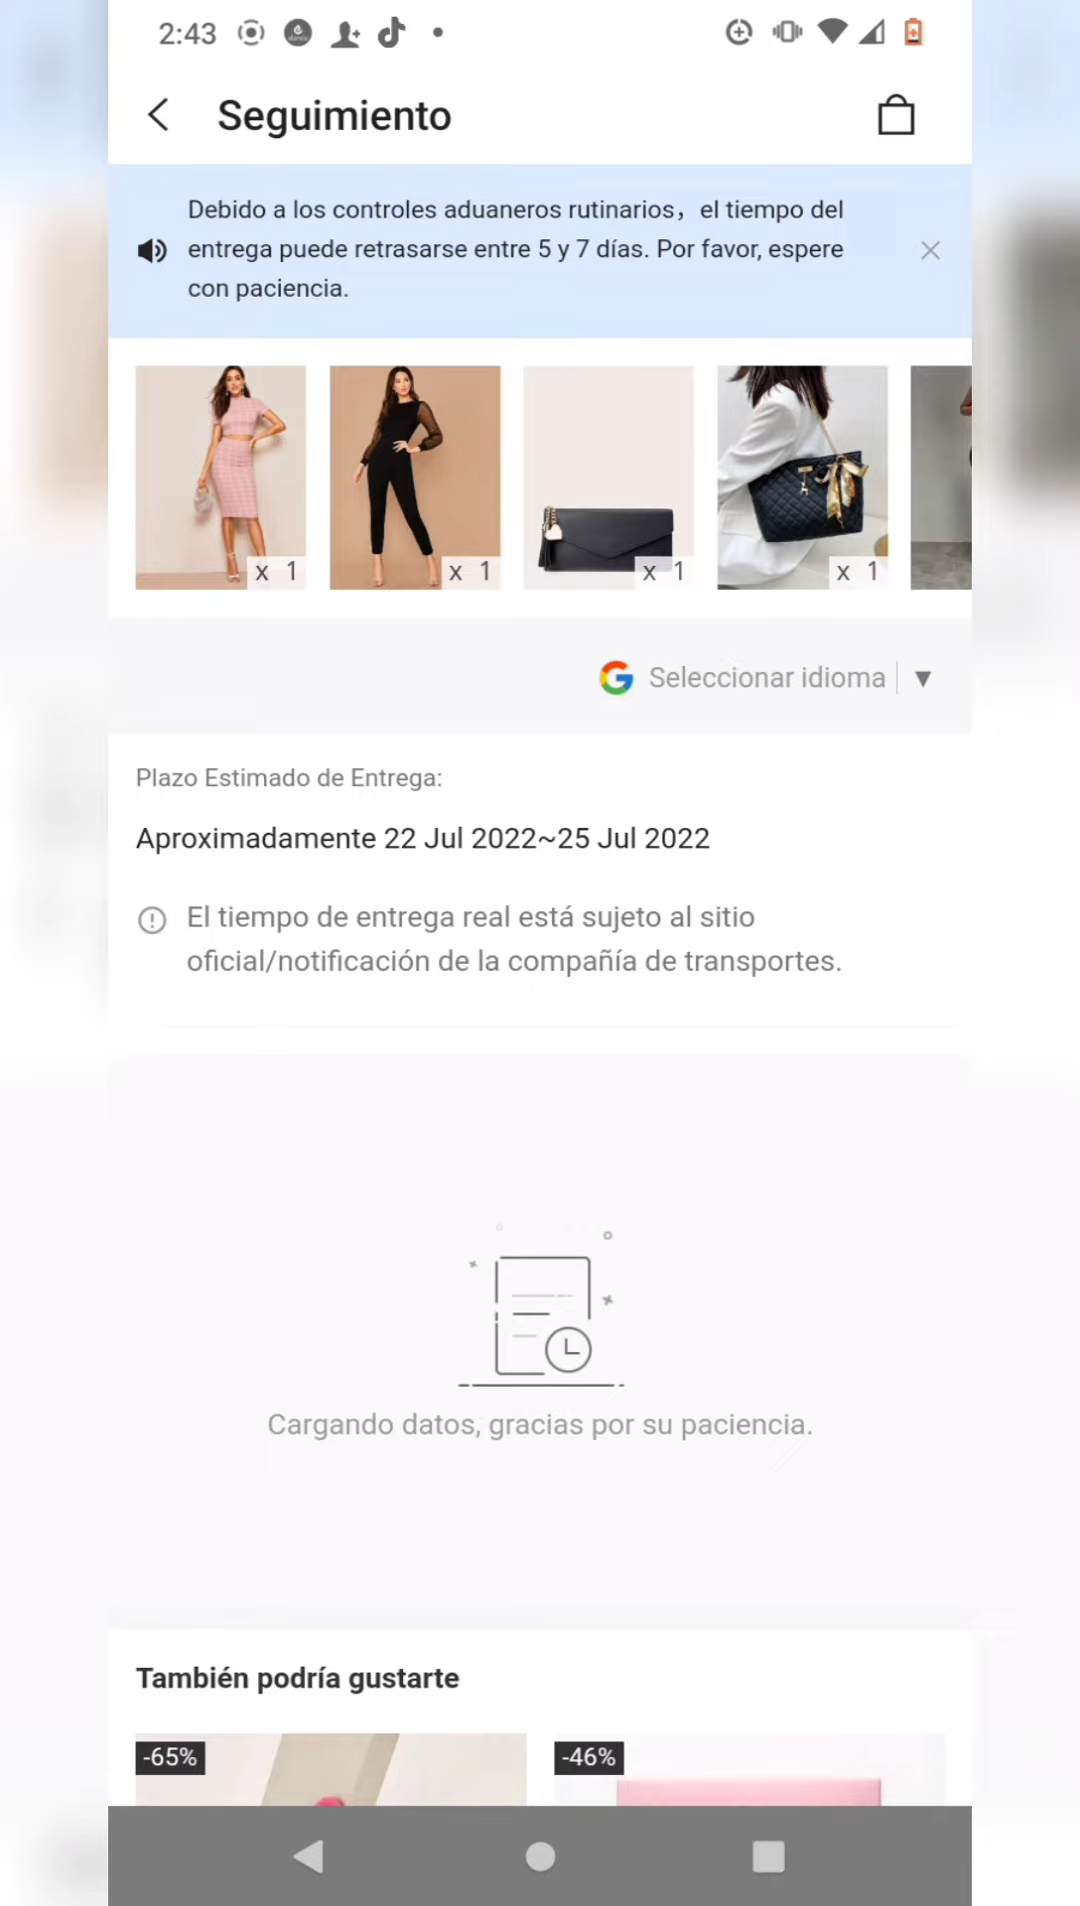 2:43
Seguimiento
Debido a los controles aduaneros rutinarios，el tiempo del
entrega puede retrasarse entre 5 y 7 días. Por favor, espere
con paciencia.
x 1
x 1
x 1
x 1
Seleccionar idioma
Plazo Estimado de Entrega:
Aproximadamente 22 Jul 2022~25 Jul 2022
El tiempo de entrega real está sujeto al sitio
oficial/notificación de la compañía de transportes.
Cargando datos, gracias por su paciencia.
También podría gustarte
-65%
-46%